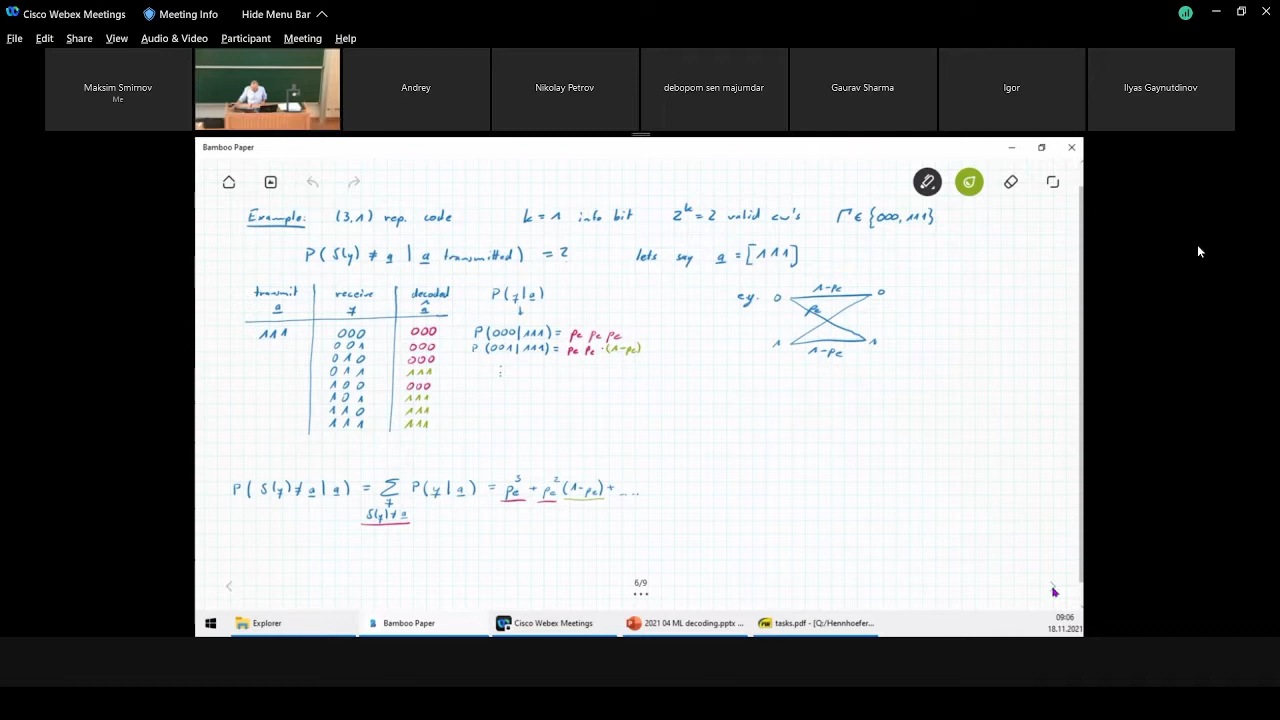 Cisco Webex Meetings Meeting Info Hide Menu Bar
File Edit Share View Audio & Video Participant Meeting Help
Maksim Smirnov
Me
Andrey
Nikolay Petrov
debopom sen majumdar
Gaurav Sharma
Igor
Ilyas Gaynutdinov
Bamboo Paper
Example: (3,1) rep. code k = 1 info bit 2^k = 2 valid cw's Γ ∈ {000, 111}
P( δ(y) ≠ a | a transmitted ) = ? lets say a = [111]
transmit receive decoded P(y|a) e.g. 0 1-pe 0
a y â ↓ pe
111 000 000 P(000|111) = pe pe pe
001 000 P(001|111) = pe pe · (1-pe) 1 1-pe 1
010 000
011 111 ⋮
100 000
101 111
110 111
111 111
P( δ(y) ≠ a | a ) = Σ P(y|a) = pe^3 + pe^2 (1-pe) + ....
y
δ(y) ≠ a
6/9
Explorer Bamboo Paper Cisco Webex Meetings 2021 04 ML decoding.pptx ... tasks.pdf - [Q:/Hennhoefer... 09:06
18.11.2021